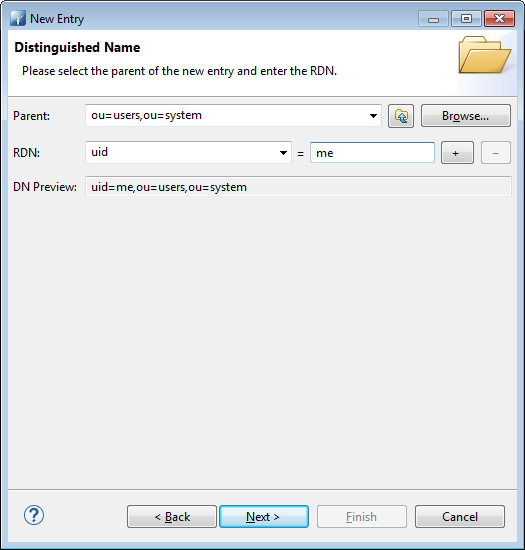 New Entry
Distinguished Name
Please select the parent of the new entry and enter the RDN.
Parent: ou=users,ou=system Browse...
RDN: uid = me + -
DN Preview: uid=me,ou=users,ou=system
? < Back Next > Finish Cancel